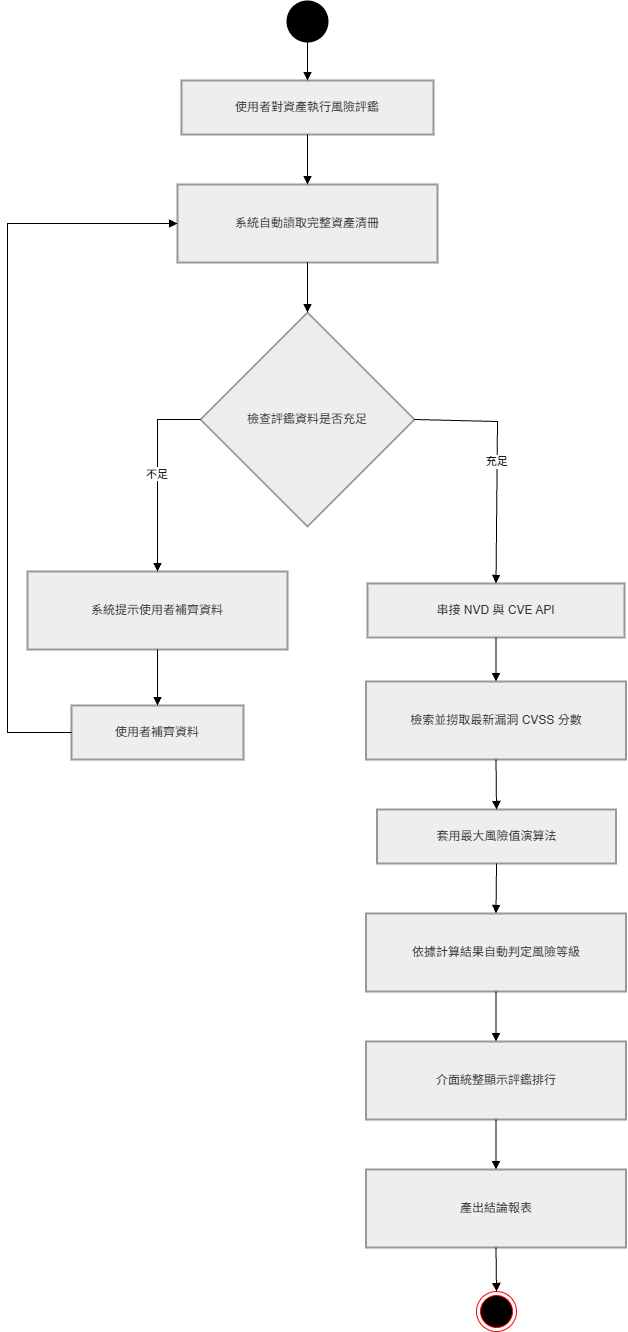 使用者對資產執行風險評鑑
系統自動讀取完整資產清冊
檢查評鑑資料是否充足
不足
充足
系統提示使用者補齊資料
使用者補齊資料
串接 NVD 與 CVE API
檢索並撈取最新漏洞 CVSS 分數
套用最大風險值演算法
依據計算結果自動判定風險等級
介面統整顯示評鑑排行
產出結論報表